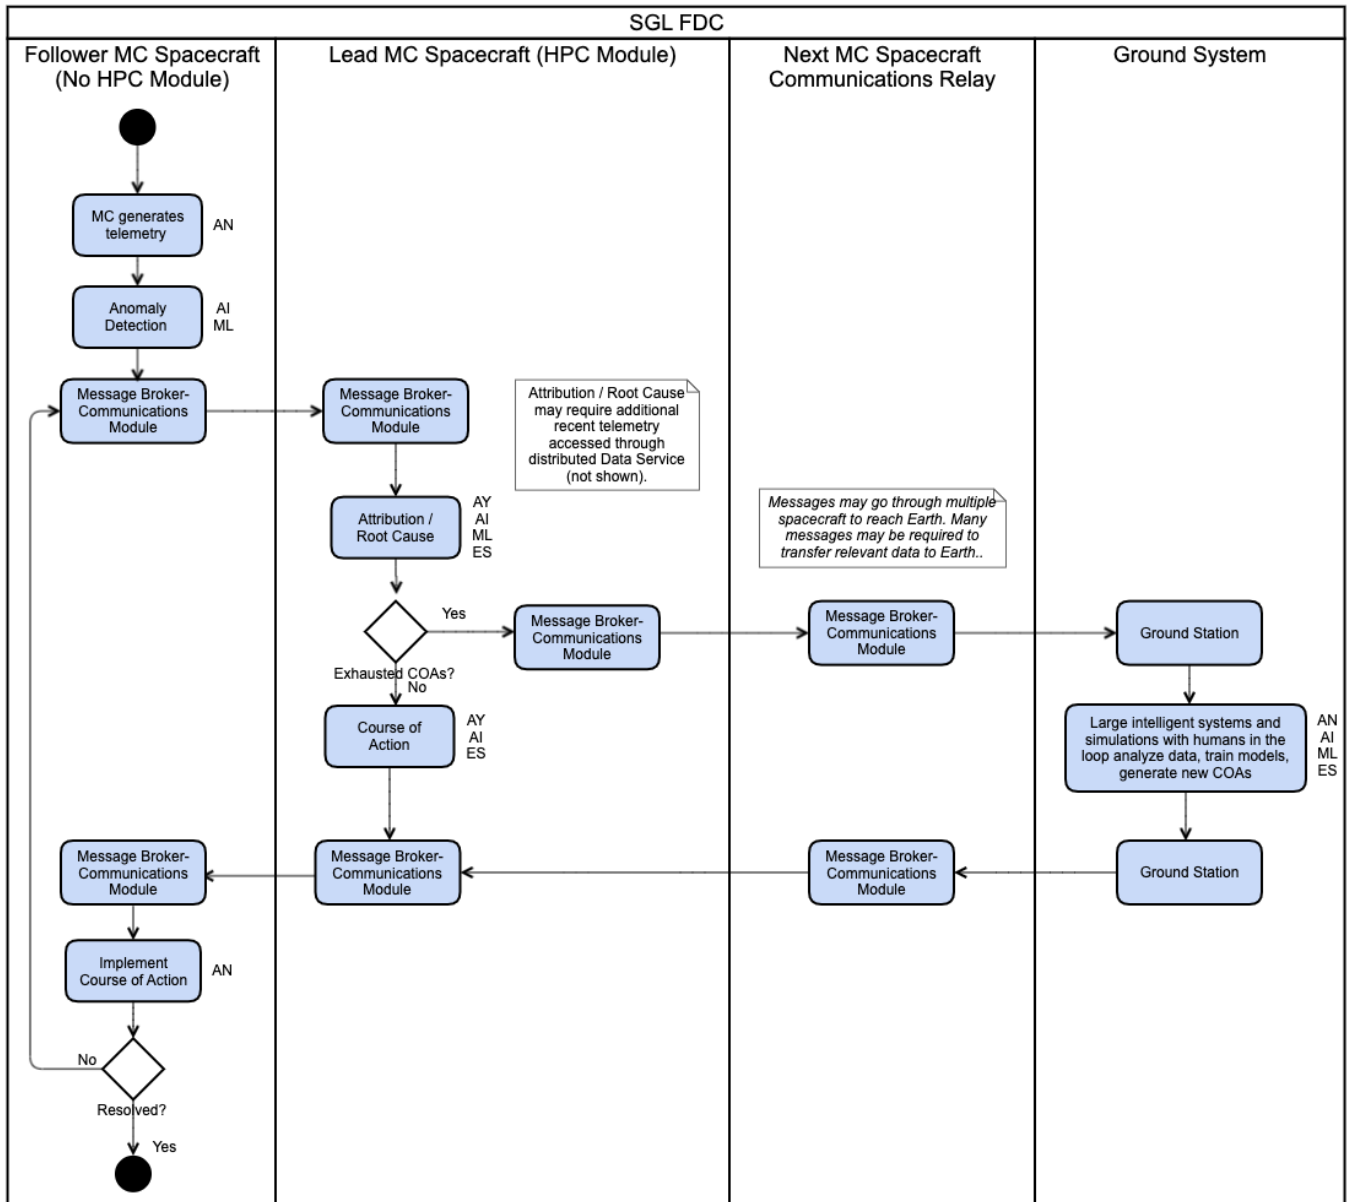 SGL FDC
Follower MC Spacecraft
(No HPC Module)
Lead MC Spacecraft (HPC Module)
Next MC Spacecraft
Communications Relay
Ground System
MC generates
telemetry
AN
Anomaly
Detection
AI
ML
Message Broker-
Communications
Module
Message Broker-
Communications
Module
Attribution / Root Cause
may require additional
recent telemetry
accessed through
distributed Data Service
(not shown).
Attribution /
Root Cause
AY
AI
ML
ES
Messages may go through multiple
spacecraft to reach Earth. Many
messages may be required to
transfer relevant data to Earth..
Yes
Exhausted COAs?
No
Message Broker-
Communications
Module
Message Broker-
Communications
Module
Ground Station
Course of
Action
AY
AI
ES
Large intelligent systems and
simulations with humans in the
loop analyze data, train models,
generate new COAs
AN
AI
ML
ES
Message Broker-
Communications
Module
Message Broker-
Communications
Module
Message Broker-
Communications
Module
Ground Station
Implement
Course of Action
AN
No
Resolved?
Yes